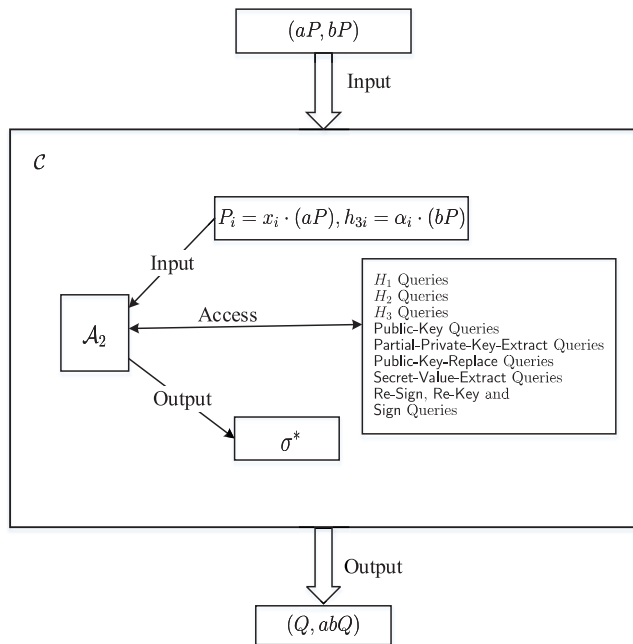 (aP, bP)
Input
𝒞
P_i = x_i · (aP), h_{3i} = α_i · (bP)
Input
H_1 Queries
H_2 Queries
H_3 Queries
Public-Key Queries
Partial-Private-Key-Extract Queries
Public-Key-Replace Queries
Secret-Value-Extract Queries
Re-Sign, Re-Key and
Sign Queries
Access
𝒜_2
Output
σ*
Output
(Q, abQ)